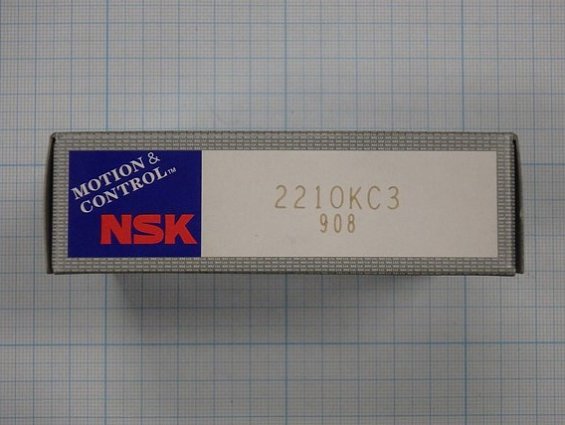 MOTION &
CONTROL™
NSK
2210KC3
908